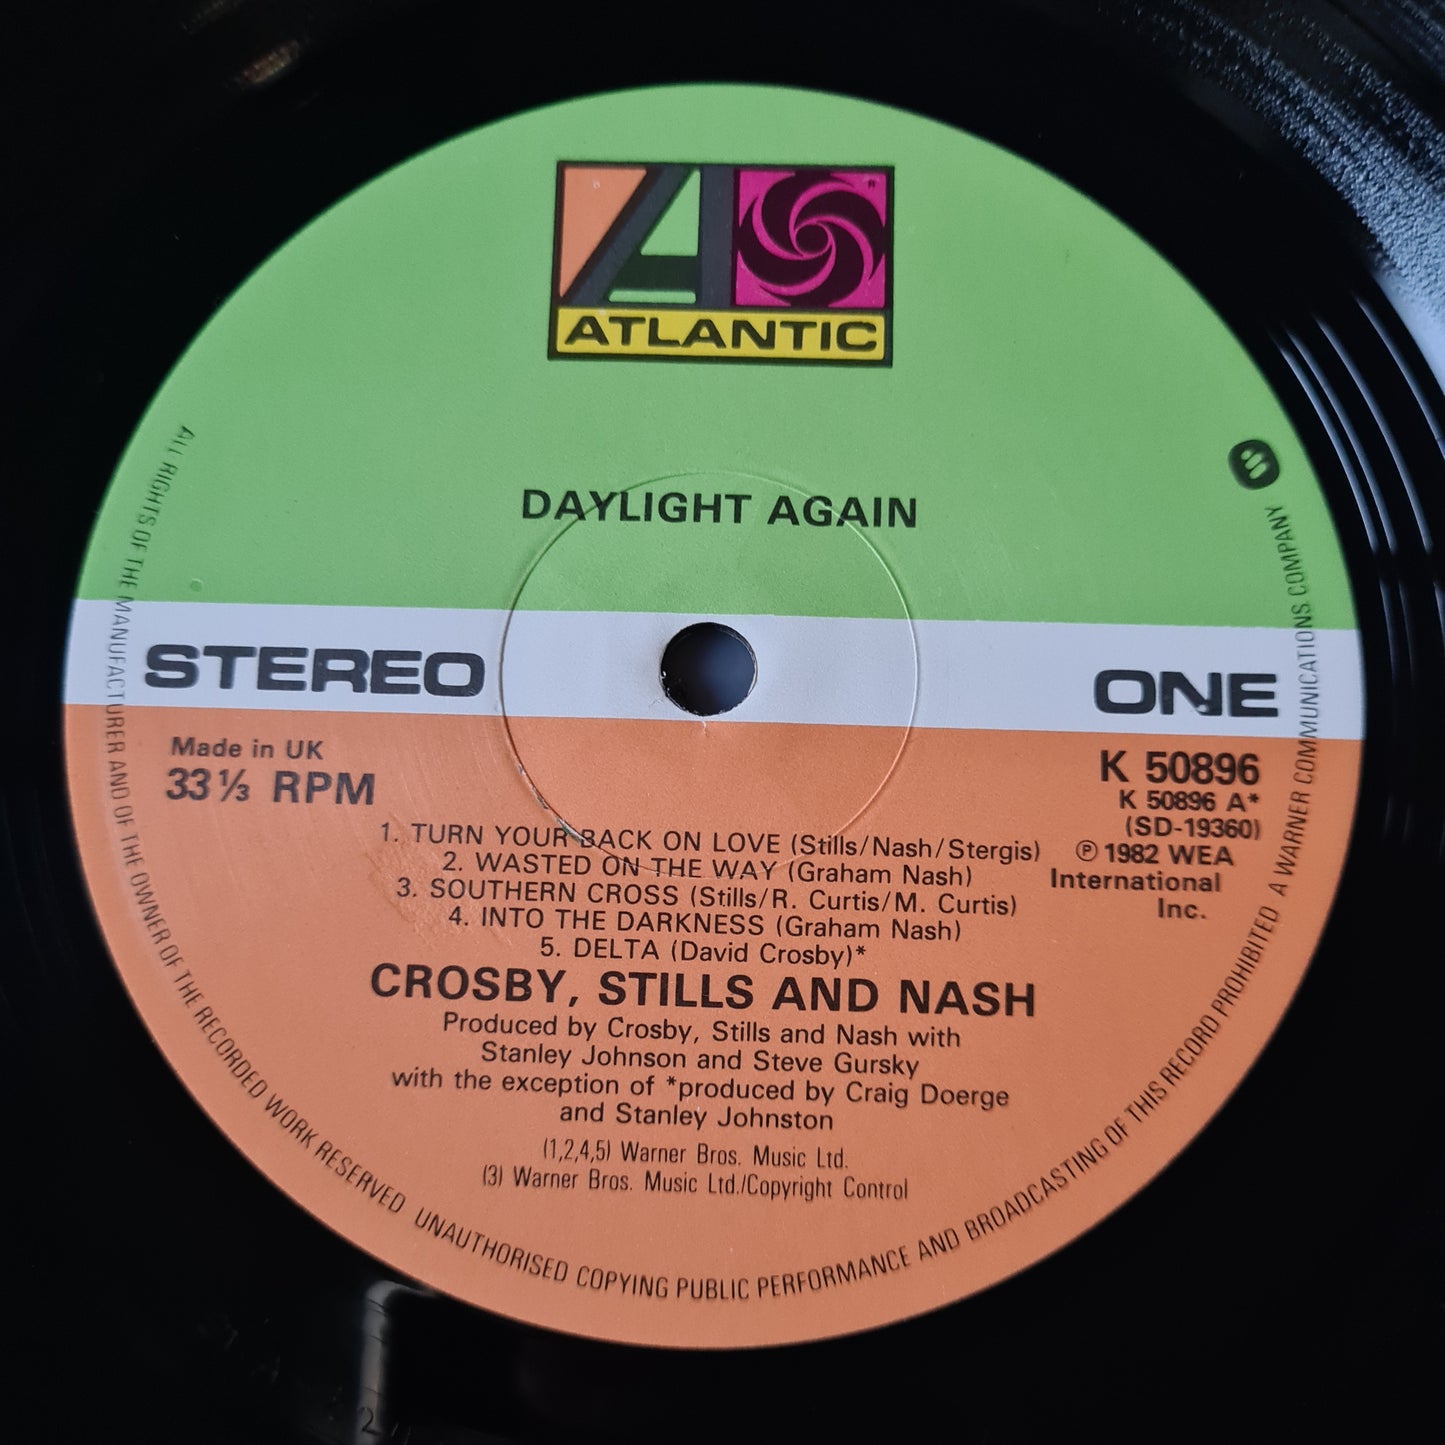 ATLANTIC
DAYLIGHT AGAIN
STEREO
ONE
Made in UK
33⅓ RPM
K 50896
K 50896 A*
(SD-19360)
℗ 1982 WEA
International
Inc.
1. TURN YOUR BACK ON LOVE (Stills/Nash/Stergis)
2. WASTED ON THE WAY (Graham Nash)
3. SOUTHERN CROSS (Stills/R. Curtis/M. Curtis)
4. INTO THE DARKNESS (Graham Nash)
5. DELTA (David Crosby)*
CROSBY, STILLS AND NASH
Produced by Crosby, Stills and Nash with
Stanley Johnson and Steve Gursky
with the exception of *produced by Craig Doerge
and Stanley Johnston
(1,2,4,5) Warner Bros. Music Ltd.
(3) Warner Bros. Music Ltd./Copyright Control
ALL RIGHTS OF THE MANUFACTURER AND OF THE OWNER OF THE RECORDED WORK RESERVED UNAUTHORISED COPYING PUBLIC PERFORMANCE AND BROADCASTING OF THIS RECORD PROHIBITED A WARNER COMMUNICATIONS COMPANY
2